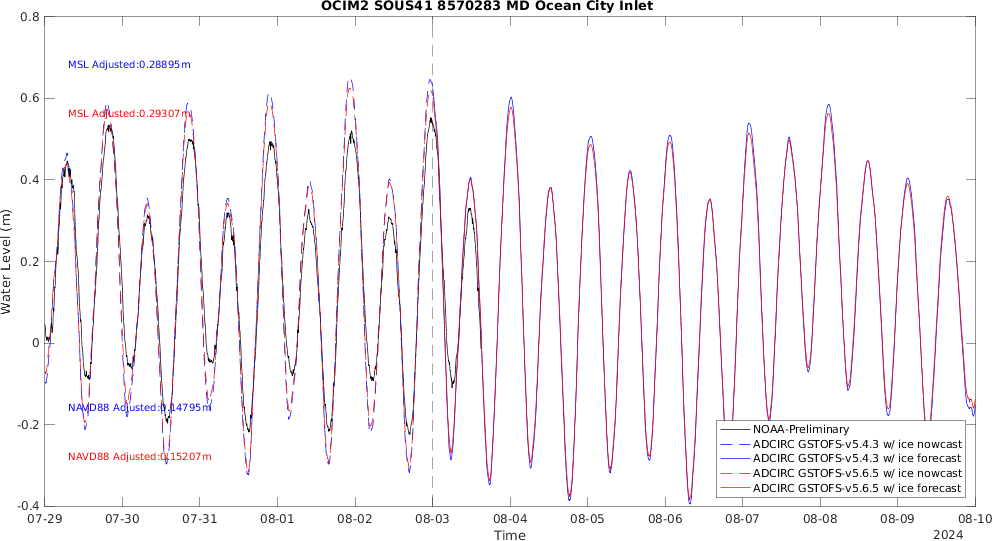 OCIM2 SOUS41 8570283 MD Ocean City Inlet
0.8
0.6
0.4
0.2
0
-0.2
-0.4
Water Level (m)
MSL Adjusted:0.28895m
MSL Adjusted:0.29307m
NAVD88 Adjusted:0.14795m
NAVD88 Adjusted:0.15207m
NOAA-Preliminary
ADCIRC GSTOFS-v5.4.3 w/ ice nowcast
ADCIRC GSTOFS-v5.4.3 w/ ice forecast
ADCIRC GSTOFS-v5.6.5 w/ ice nowcast
ADCIRC GSTOFS-v5.6.5 w/ ice forecast
07-29 07-30 07-31 08-01 08-02 08-03 08-04 08-05 08-06 08-07 08-08 08-09 08-10
Time
2024